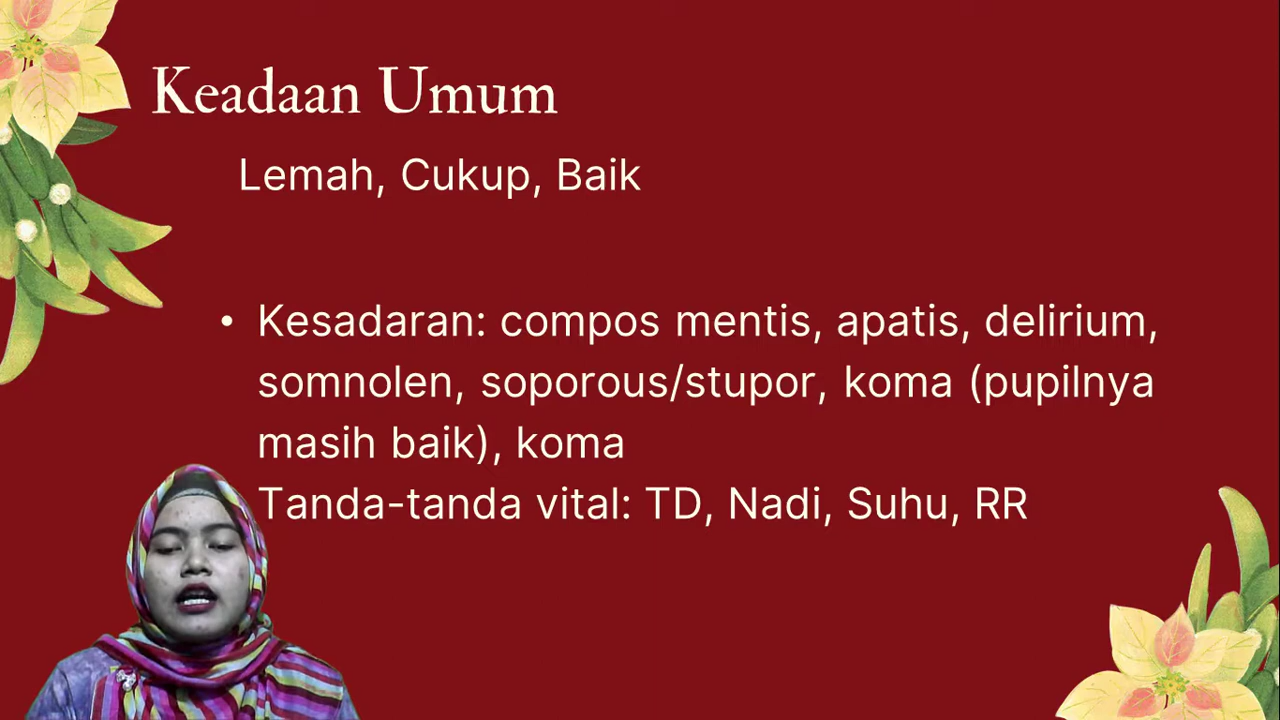 Keadaan Umum
Lemah, Cukup, Baik
• Kesadaran: compos mentis, apatis, delirium,
somnolen, soporous/stupor, koma (pupilnya
masih baik), koma
Tanda-tanda vital: TD, Nadi, Suhu, RR